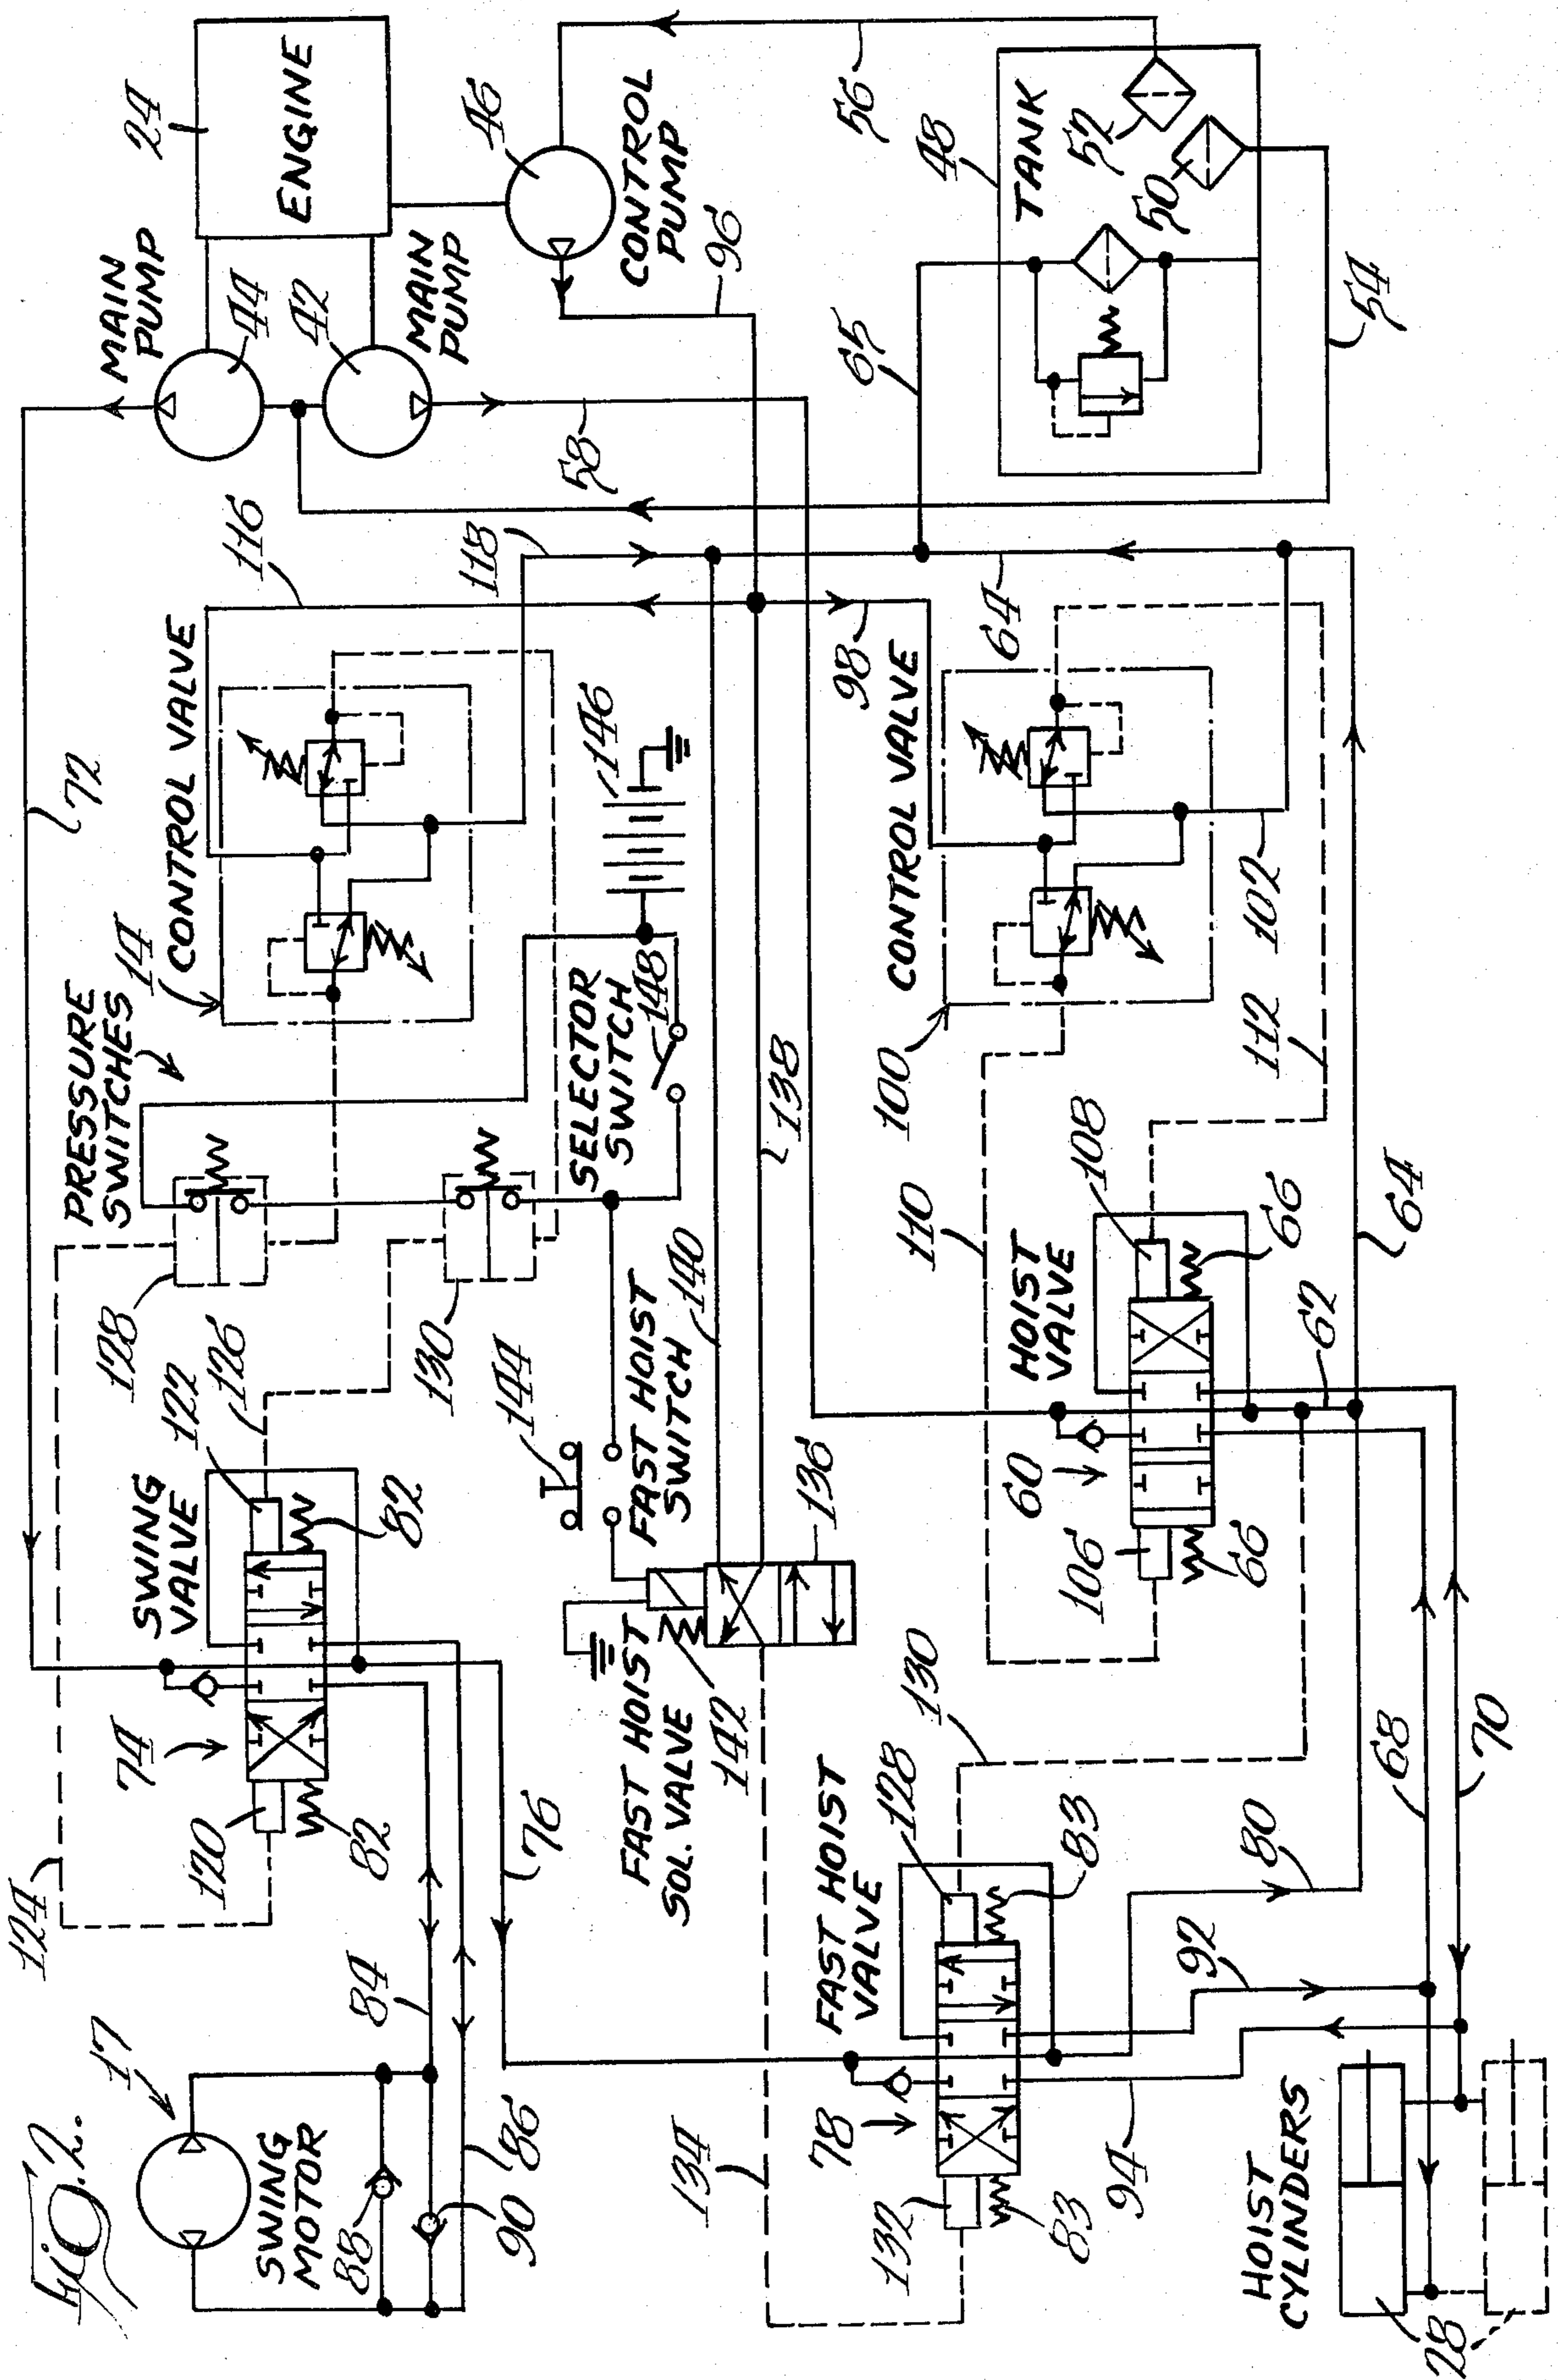 Fig. 2.
17
SWING
MOTOR
88
90
84
86
124
120
82
74
SWING
VALVE
122
126
82
76
72
PRESSURE
SWITCHES
128
130
14
CONTROL VALVE
116
118
MAIN
PUMP
44
42
MAIN
PUMP
24
ENGINE
46
CONTROL
PUMP
96
58
56
65
48
TANK
52
50
54
144
FAST HOIST
SWITCH
SELECTOR
SWITCH
148
146
FAST HOIST
SOL. VALVE
142
136
140
138
134
132
83
78
FAST HOIST
VALVE
128
130
83
94
92
80
HOIST
CYLINDERS
28
68
70
106
66
60
HOIST
VALVE
108
66
62
64
110
112
100
CONTROL VALVE
98
64
102